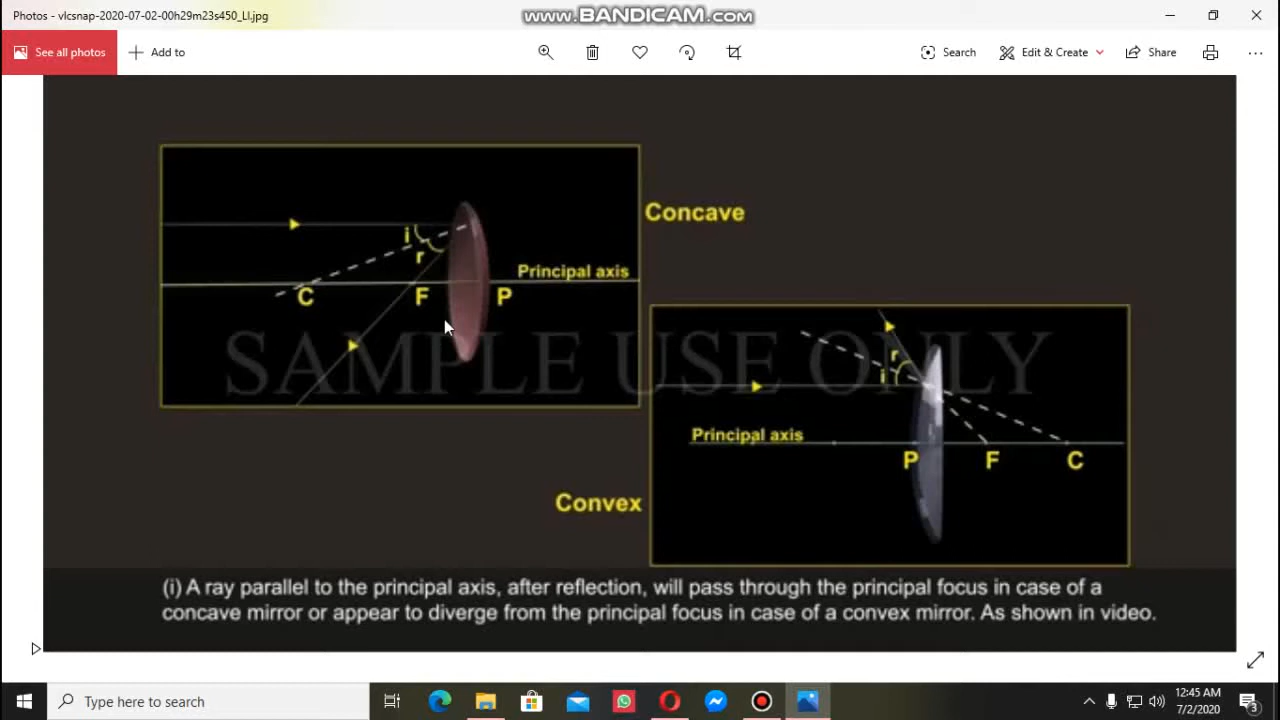 Photos - vlcsnap-2020-07-02-00h29m23s450_LI.jpg
www.BANDICAM.com
See all photos
Add to
Search
Edit & Create
Share
Concave
i
r
Principal axis
C
F
P
SAMPLE USE ONLY
r
i
Principal axis
P
F
C
Convex
(i) A ray parallel to the principal axis, after reflection, will pass through the principal focus in case of a
concave mirror or appear to diverge from the principal focus in case of a convex mirror. As shown in video.
Type here to search
12:45 AM
7/2/2020
3